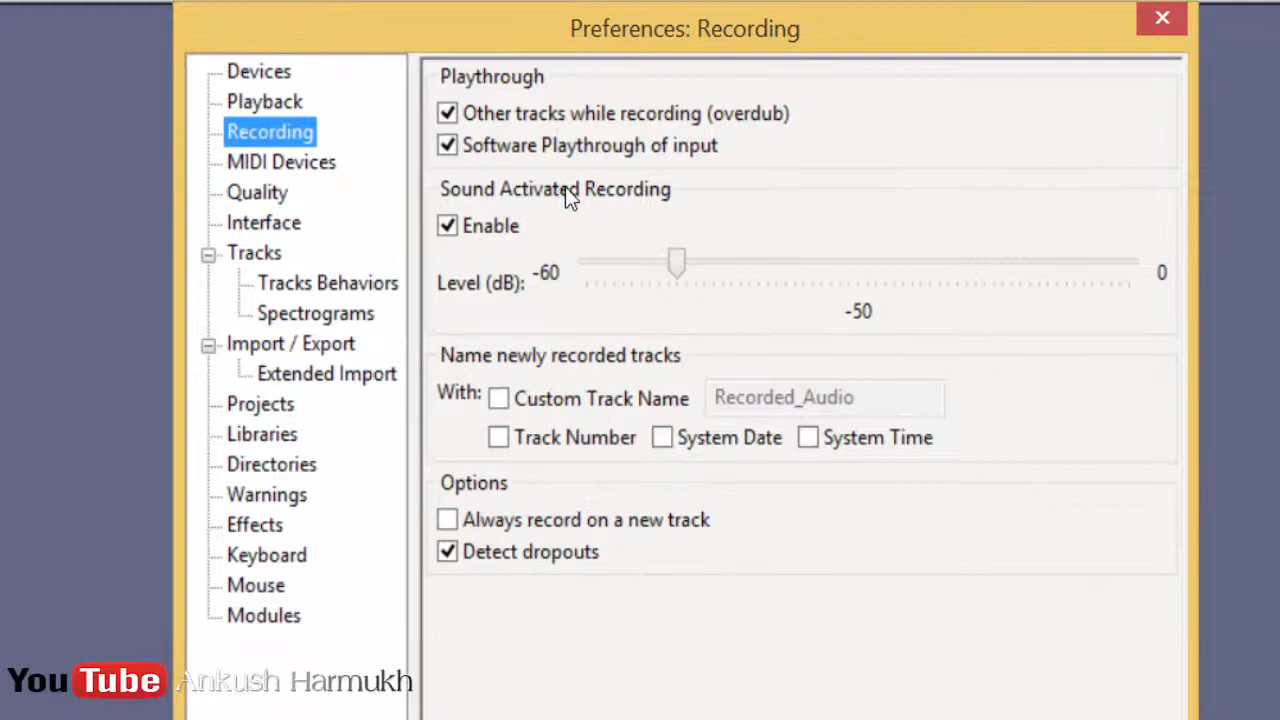 Preferences: Recording
Devices
Playback
Recording
MIDI Devices
Quality
Interface
Tracks
Tracks Behaviors
Spectrograms
Import / Export
Extended Import
Projects
Libraries
Directories
Warnings
Effects
Keyboard
Mouse
Modules
Playthrough
Other tracks while recording (overdub)
Software Playthrough of input
Sound Activated Recording
Enable
Level (dB): -60 0
-50
Name newly recorded tracks
With: Custom Track Name Recorded_Audio
Track Number System Date System Time
Options
Always record on a new track
Detect dropouts
YouTube Ankush Harmukh